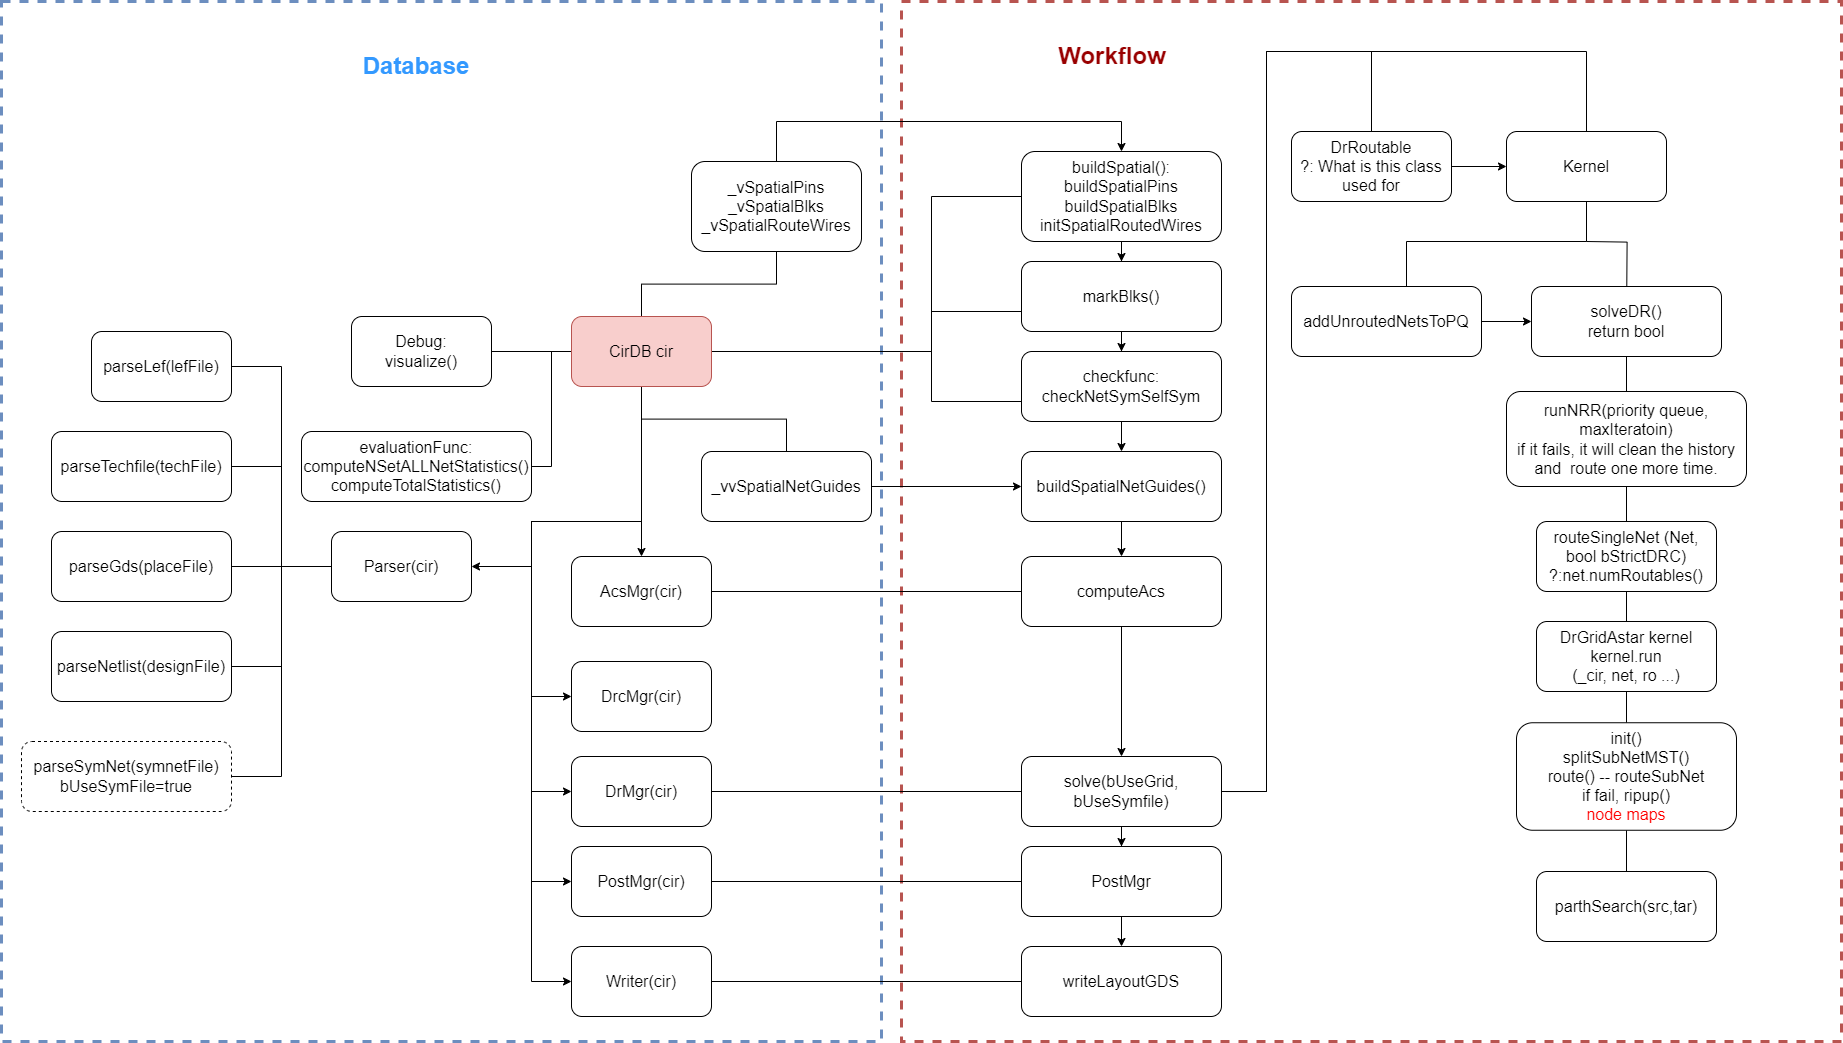 Database
_vSpatialPins
_vSpatialBlks
_vSpatialRouteWires
CirDB cir
Debug:
visualize()
evaluationFunc:
computeNSetALLNetStatistics()
computeTotalStatistics()
parseLef(lefFile)
parseTechfile(techFile)
parseGds(placeFile)
parseNetlist(designFile)
parseSymNet(symnetFile)
bUseSymFile=true
Parser(cir)
_vvSpatialNetGuides
AcsMgr(cir)
DrcMgr(cir)
DrMgr(cir)
PostMgr(cir)
Writer(cir)
Workflow
buildSpatial():
buildSpatialPins
buildSpatialBlks
initSpatialRoutedWires
markBlks()
checkfunc:
checkNetSymSelfSym
buildSpatialNetGuides()
computeAcs
solve(bUseGrid,
bUseSymfile)
PostMgr
writeLayoutGDS
DrRoutable
?: What is this class
used for
Kernel
addUnroutedNetsToPQ
solveDR()
return bool
runNRR(priority queue,
maxIteratoin)
if it fails, it will clean the history
and route one more time.
routeSingleNet (Net,
bool bStrictDRC)
?:net.numRoutables()
DrGridAstar kernel
kernel.run
(_cir, net, ro ...)
init()
splitSubNetMST()
route() -- routeSubNet
if fail, ripup()
node maps
parthSearch(src,tar)